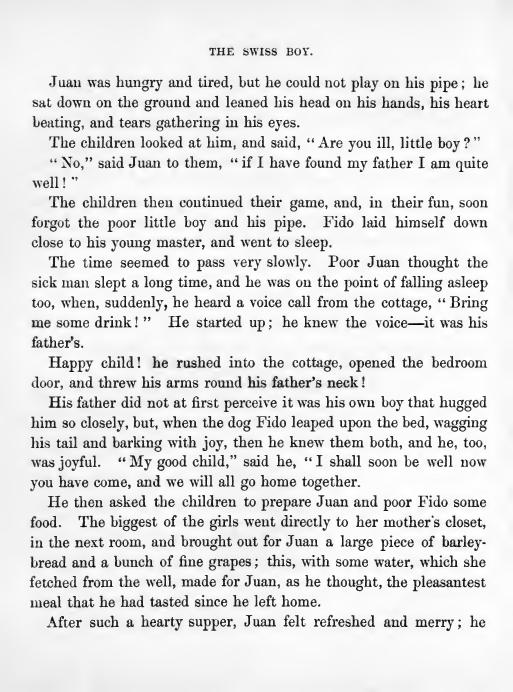 THE SWISS BOY.
Juan was hungry and tired, but he could not play on his pipe; he
sat down on the ground and leaned his head on his hands, his heart
beating, and tears gathering in his eyes.
The children looked at him, and said, "Are you ill, little boy?"
"No," said Juan to them, "if I have found my father I am quite
well!"
The children then continued their game, and, in their fun, soon
forgot the poor little boy and his pipe. Fido laid himself down
close to his young master, and went to sleep.
The time seemed to pass very slowly. Poor Juan thought the
sick man slept a long time, and he was on the point of falling asleep
too, when, suddenly, he heard a voice call from the cottage, "Bring
me some drink!" He started up; he knew the voice—it was his
father's.
Happy child! he rushed into the cottage, opened the bedroom
door, and threw his arms round his father's neck!
His father did not at first perceive it was his own boy that hugged
him so closely, but, when the dog Fido leaped upon the bed, wagging
his tail and barking with joy, then he knew them both, and he, too,
was joyful. "My good child," said he, "I shall soon be well now
you have come, and we will all go home together.
He then asked the children to prepare Juan and poor Fido some
food. The biggest of the girls went directly to her mother's closet,
in the next room, and brought out for Juan a large piece of barley-
bread and a bunch of fine grapes; this, with some water, which she
fetched from the well, made for Juan, as he thought, the pleasantest
meal that he had tasted since he left home.
After such a hearty supper, Juan felt refreshed and merry; he